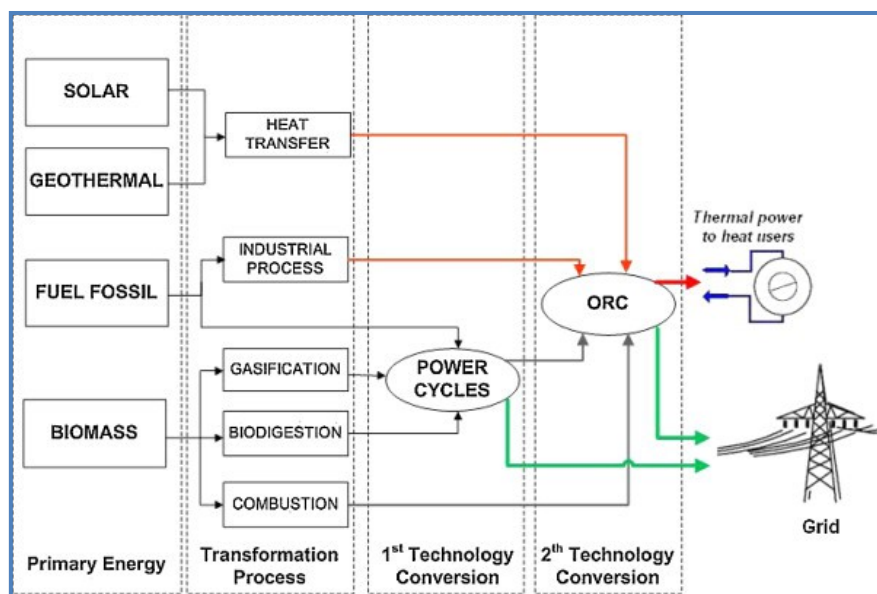 SOLAR
GEOTHERMAL
FUEL FOSSIL
BIOMASS
Primary Energy
HEAT
TRANSFER
INDUSTRIAL
PROCESS
GASIFICATION
BIODIGESTION
COMBUSTION
Transformation
Process
POWER
CYCLES
1st Technology
Conversion
ORC
2th Technology
Conversion
Thermal power
to heat users
Grid